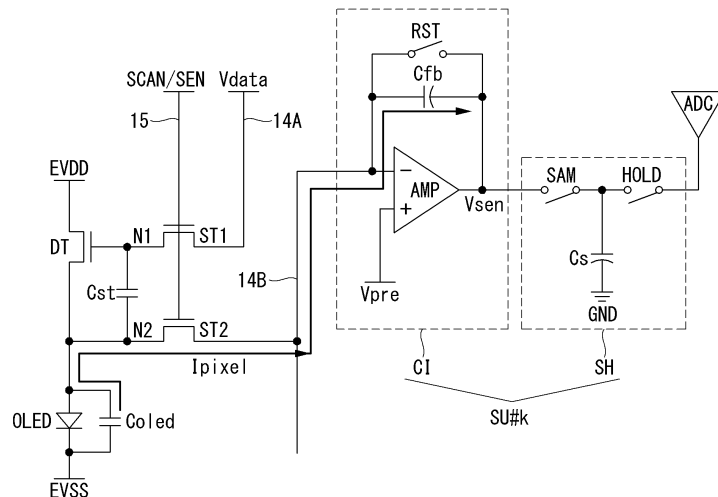 RST
SCAN/SEN Vdata
Cfb
15
14A
ADC
EVDD
−
AMP
+
SAM
HOLD
Vsen
DT
N1
ST1
14B
Cst
Cs
Vpre
GND
N2
ST2
Ipixel
CI
SH
OLED
Coled
SU#k
EVSS